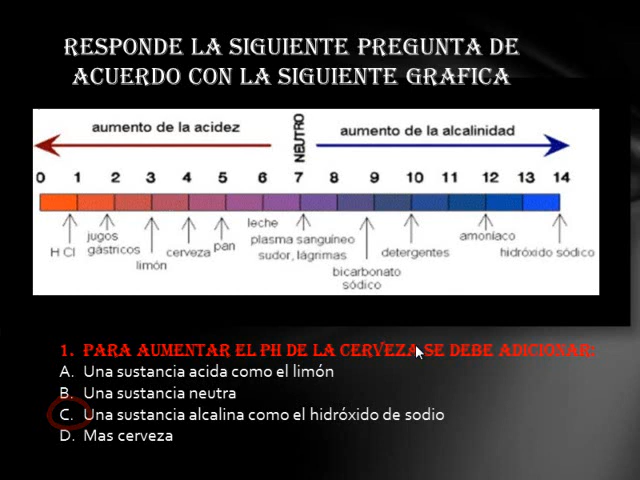 RESPONDE LA SIGUIENTE PREGUNTA DE
ACUERDO CON LA SIGUIENTE GRAFICA
aumento de la acidez
NEUTRO
aumento de la alcalinidad
0 1 2 3 4 5 6 7 8 9 10 11 12 13 14
H Cl
jugos
gástricos
limón
cerveza
pan
leche
plasma sanguíneo
sudor, lágrimas
bicarbonato
sódico
detergentes
amoníaco
hidróxido sódico
1. PARA AUMENTAR EL PH DE LA CERVEZA SE DEBE ADICIONAR:
A. Una sustancia acida como el limón
B. Una sustancia neutra
C. Una sustancia alcalina como el hidróxido de sodio
D. Mas cerveza